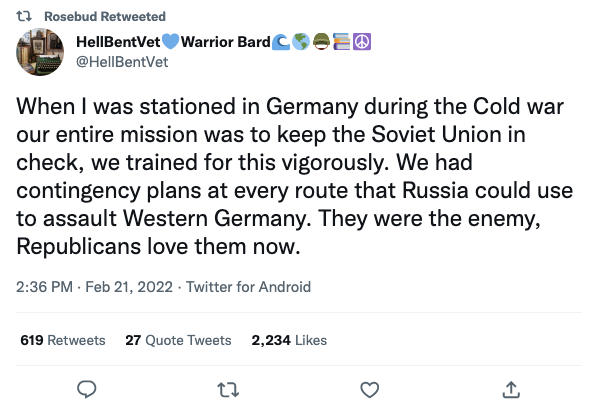 Rosebud Retweeted
HellBentVet💙Warrior Bard🌊🌎🪖📚☮️
@HellBentVet
When I was stationed in Germany during the Cold war
our entire mission was to keep the Soviet Union in
check, we trained for this vigorously. We had
contingency plans at every route that Russia could use
to assault Western Germany. They were the enemy,
Republicans love them now.
2:36 PM · Feb 21, 2022 · Twitter for Android
619 Retweets 27 Quote Tweets 2,234 Likes